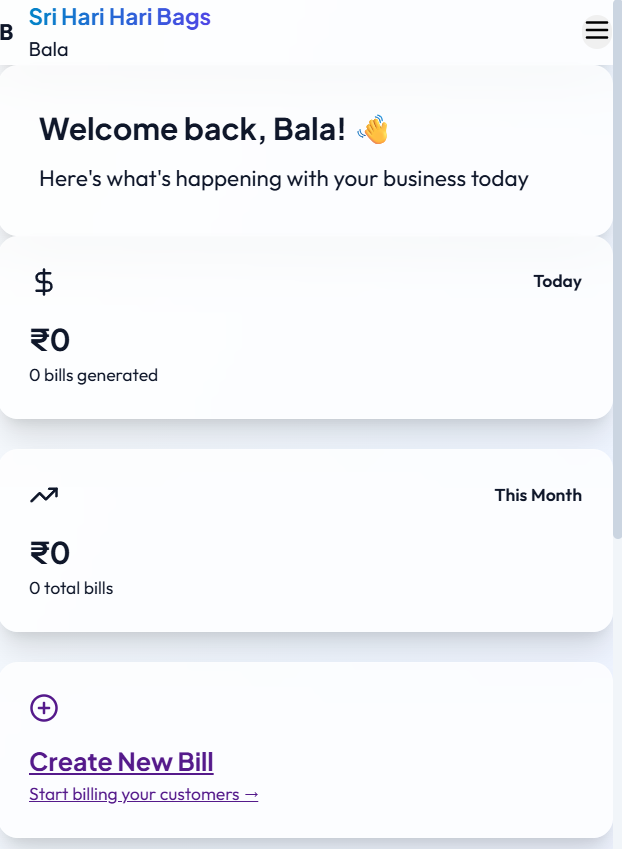 B
Sri Hari Hari Bags
Bala
Welcome back, Bala! 👋
Here's what's happening with your business today
$
Today
₹0
0 bills generated
This Month
₹0
0 total bills
Create New Bill
Start billing your customers →